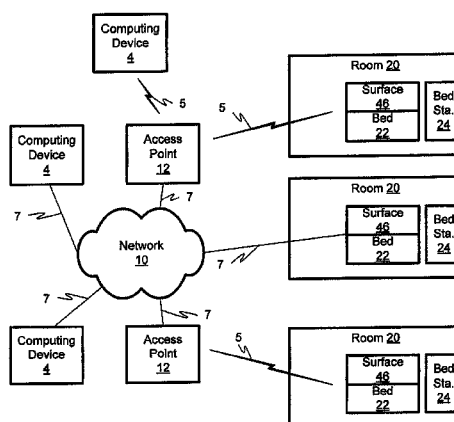 Computing
Device
4
5
Room 20
Surface
46
Bed
22
Bed
Sta.
24
5
Computing
Device
4
Access
Point
12
7
7
Network
10
Room 20
Surface
46
Bed
22
Bed
Sta.
24
7
7
7
Computing
Device
4
Access
Point
12
5
Room 20
Surface
46
Bed
22
Bed
Sta.
24